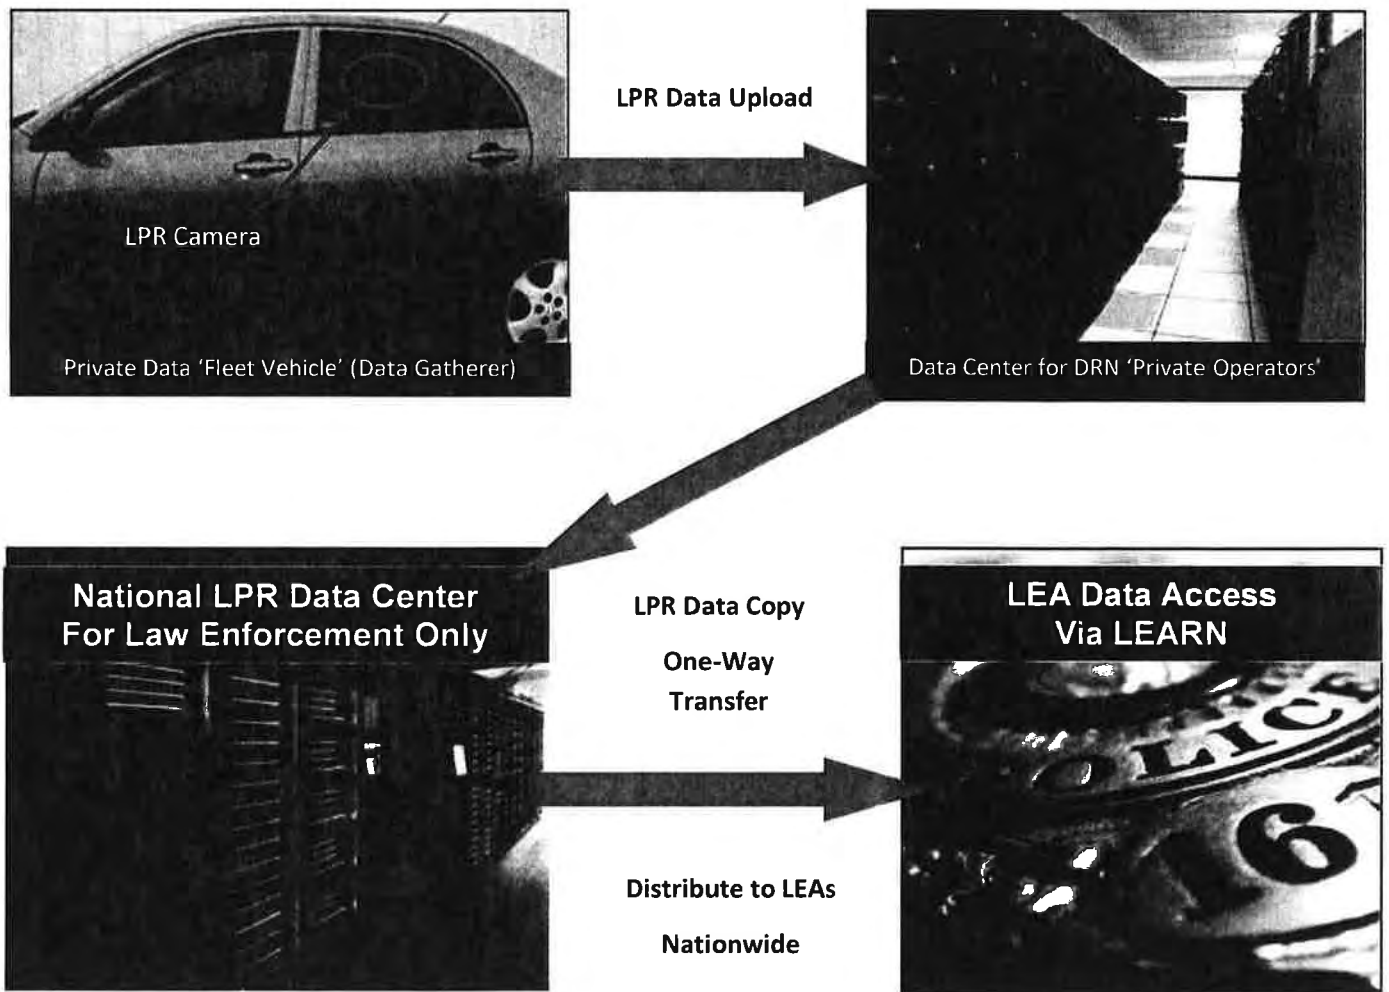 LPR Data Upload
LPR Camera
Private Data ‘Fleet Vehicle’ (Data Gatherer)
Data Center for DRN ‘Private Operators’
National LPR Data Center
For Law Enforcement Only
LPR Data Copy
One-Way
Transfer
Distribute to LEAs
Nationwide
LEA Data Access
Via LEARN
POLICE
167